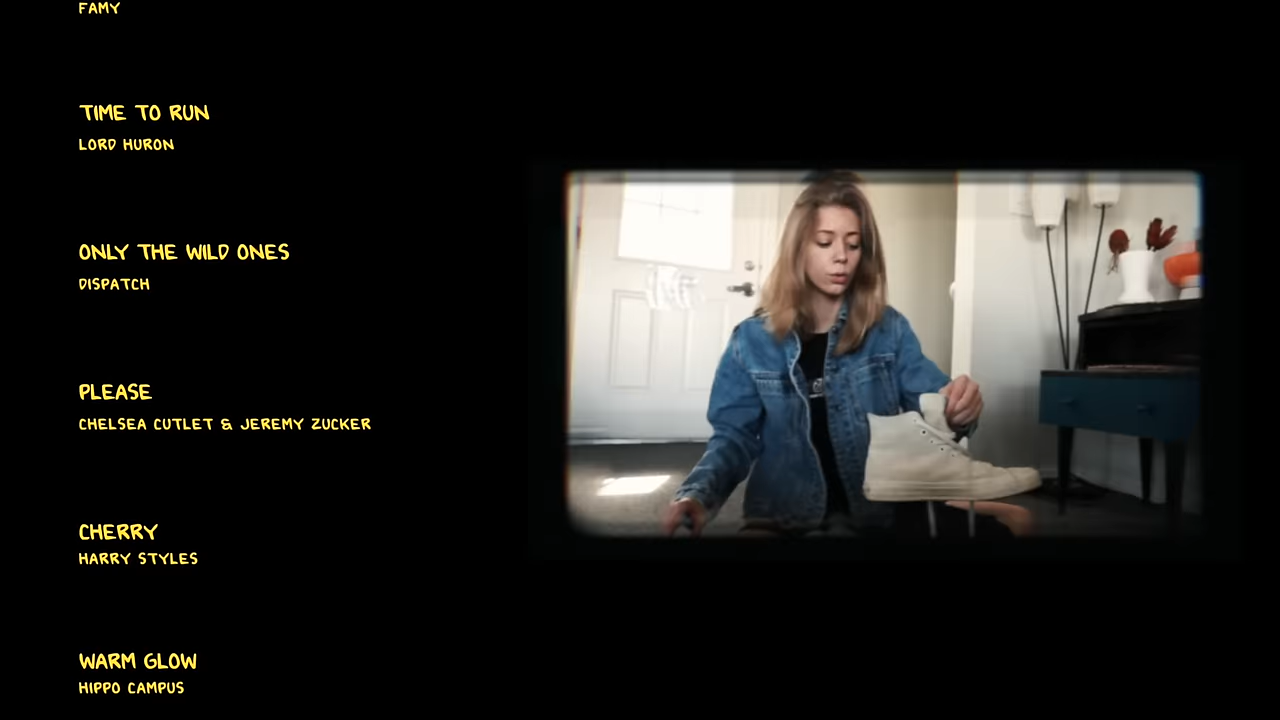 FAMY
TIME TO RUN
LORD HURON
ONLY THE WILD ONES
DISPATCH
PLEASE
CHELSEA CUTLET & JEREMY ZUCKER
CHERRY
HARRY STYLES
WARM GLOW
HIPPO CAMPUS